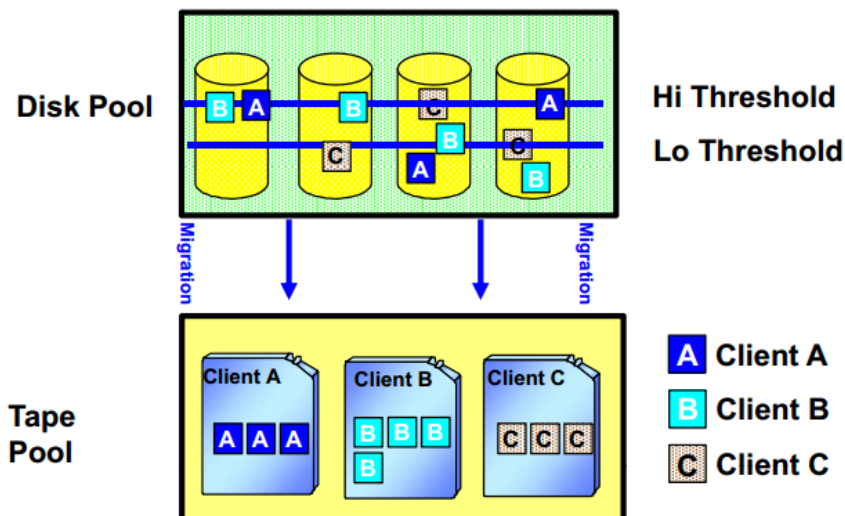 Disk Pool
B A B C A
C B C
A B
Hi Threshold
Lo Threshold
Migration
Migration
Tape
Pool
Client A
A A A
Client B
B B B
B
Client C
C C C
A Client A
B Client B
C Client C